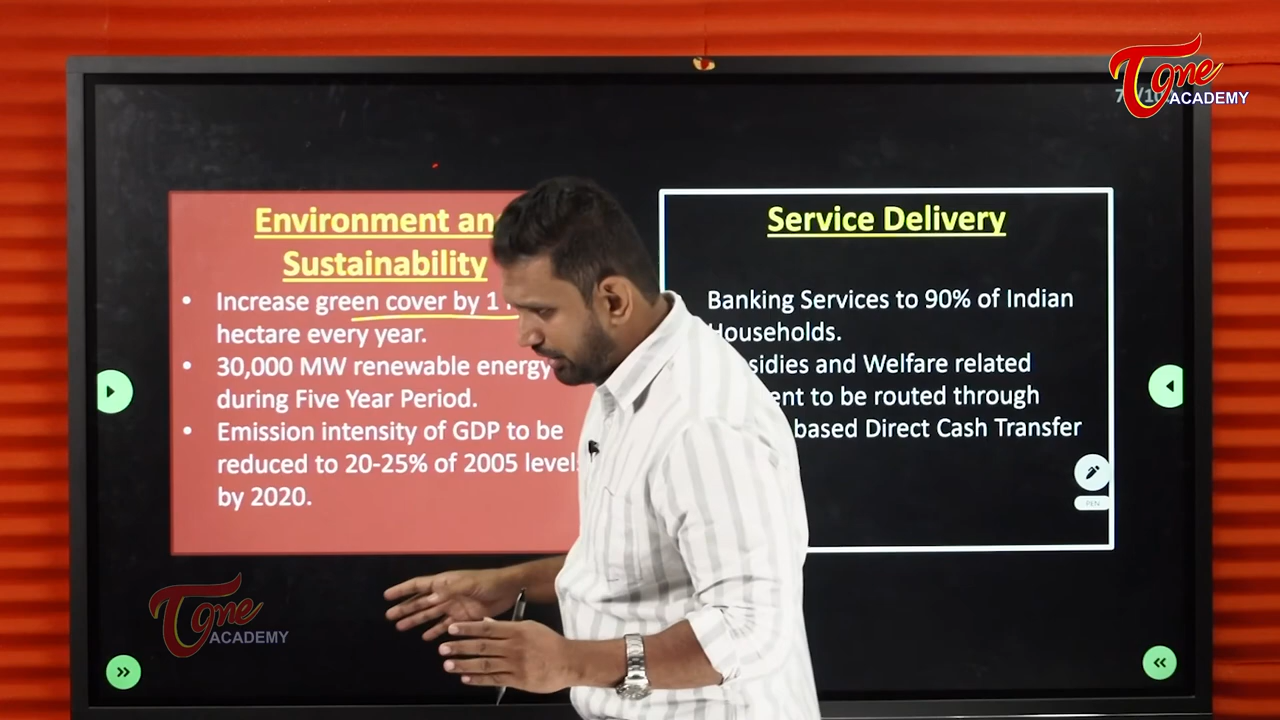 Tone
ACADEMY
Environment an
Sustainability
• Increase green cover by 1
hectare every year.
• 30,000 MW renewable energy
during Five Year Period.
• Emission intensity of GDP to be
reduced to 20-25% of 2005 level
by 2020.
Service Delivery
Banking Services to 90% of Indian
Households.
and Welfare related
to be routed through
based Direct Cash Transfer
PEN
Tone
ACADEMY